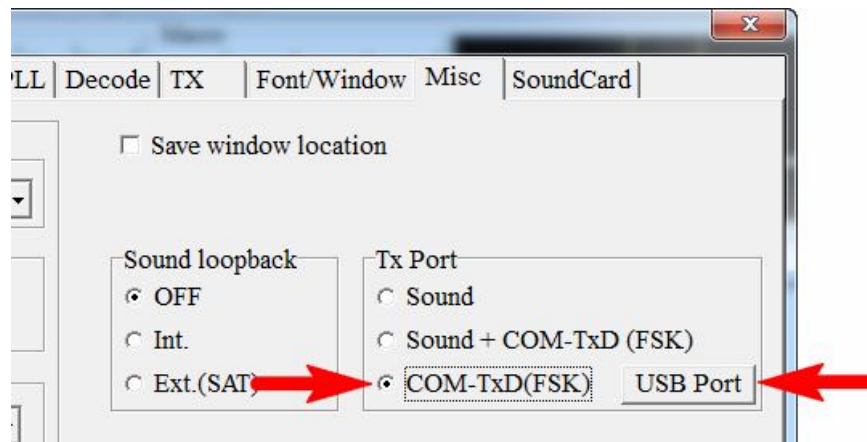 LL Decode TX Font/Window Misc SoundCard
Save window location
Sound loopback
OFF
Int.
Ext.(SAT)
Tx Port
Sound
Sound + COM-TxD (FSK)
COM-TxD(FSK) USB Port